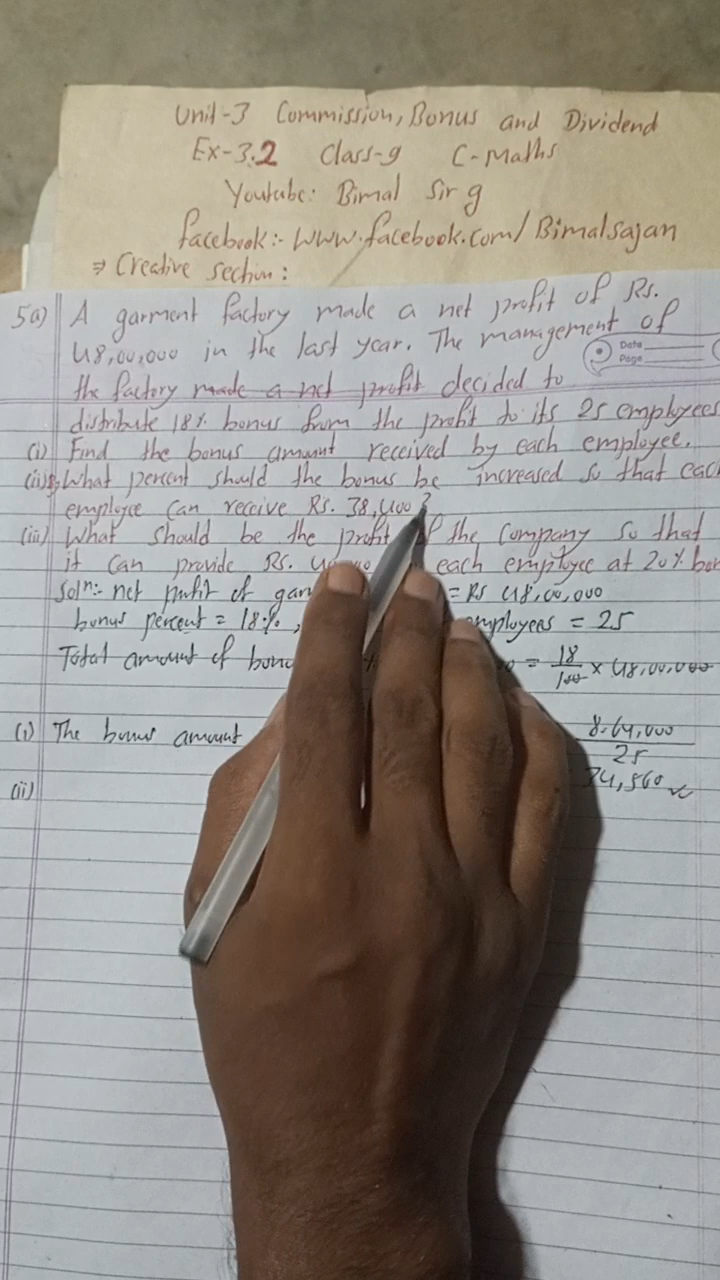 Unit-3 Commission, Bonus and Dividend
Ex-3.2 Class-9 C-Maths
Youtube: Bimal Sir g
facebook:- www.facebook.com/Bimalsajan
⇒ Creative section:
5a) A garment factory made a net profit of Rs.
48,00,000 in the last year. The management of
Date
Page
the factory made a net profit decided to
distribute 18% bonus from the profit to its 25 employees
(i) Find the bonus amount received by each employee.
(ii) What percent should the bonus be increased so that each
employee can receive Rs. 38,400?
(iii) What should be the profit of the company so that
it can provide Rs. each employee at 20%
Soln:- net profit of = Rs 48,00,000
bonus percent = 18%, employees = 25
Total amount of = 18/100 × 48,00,000
(i) The bonus amount 8,64,000
25
34,560
(ii)